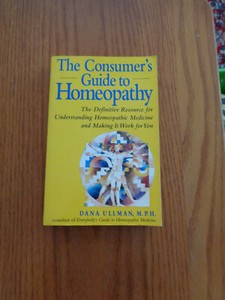 The Consumer's
Guide to
Homeopathy
The Definitive Resource for
Understanding Homeopathic Medicine
and Making It Work for You
DANA ULLMAN, M.P.H.
coauthor of Everybody's Guide to Homeopathic Medicine